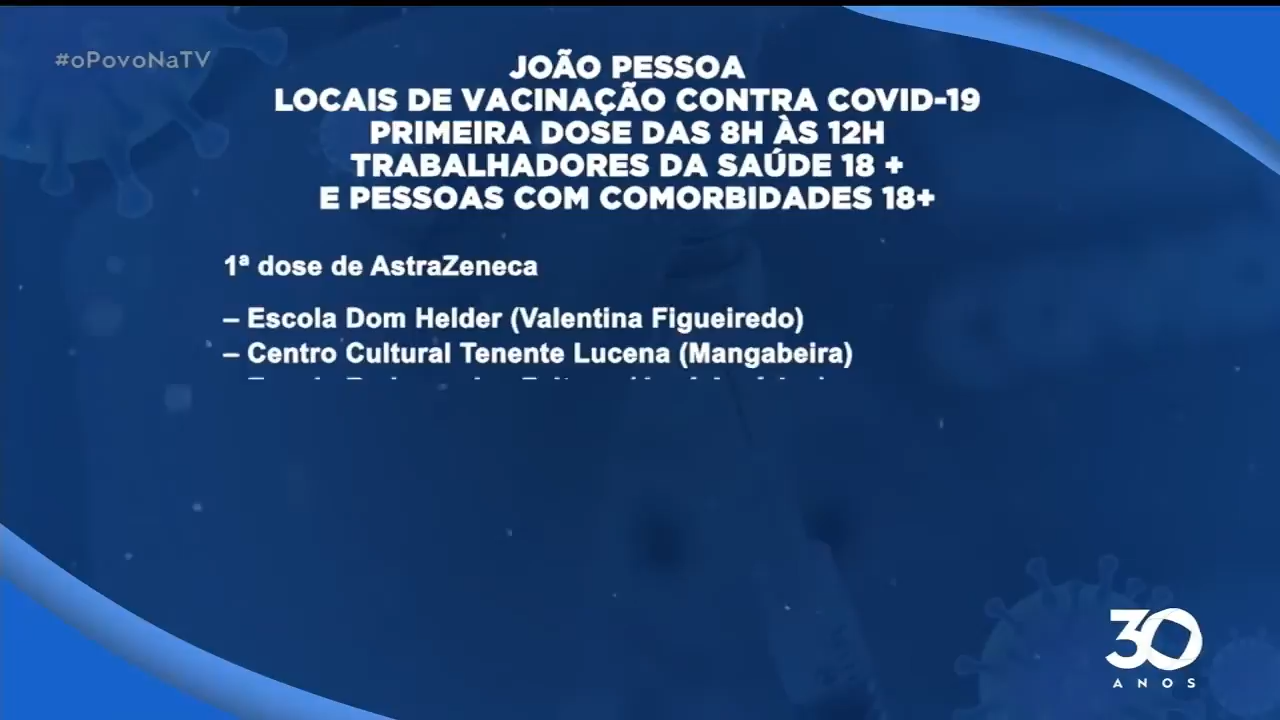 #oPovoNaTV
JOÃO PESSOA
LOCAIS DE VACINAÇÃO CONTRA COVID-19
PRIMEIRA DOSE DAS 8H ÀS 12H
TRABALHADORES DA SAÚDE 18 +
E PESSOAS COM COMORBIDADES 18+
1ª dose de AstraZeneca
– Escola Dom Helder (Valentina Figueiredo)
– Centro Cultural Tenente Lucena (Mangabeira)
30
ANOS